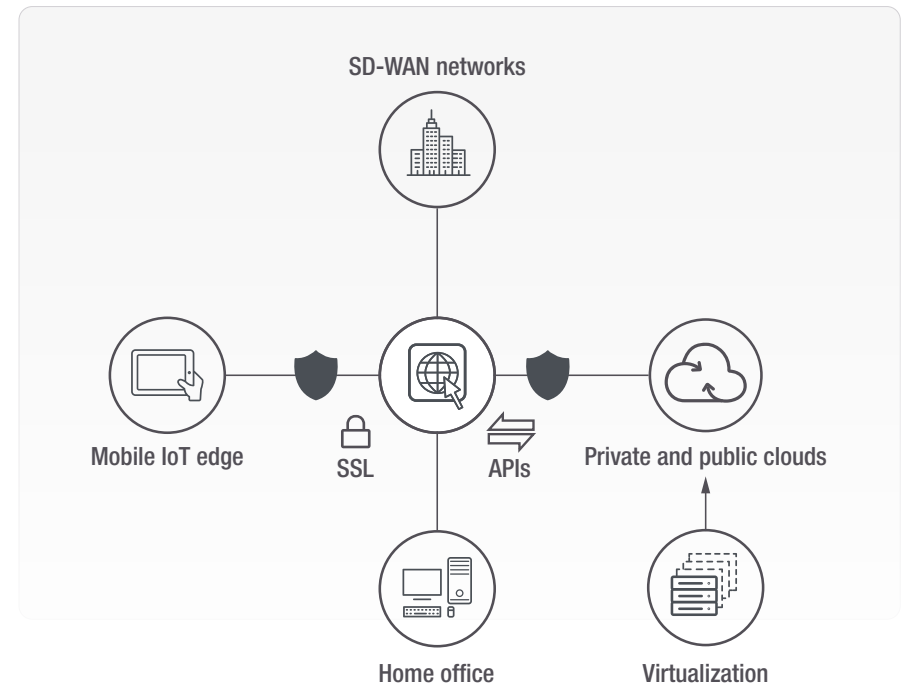 SD-WAN networks
Mobile IoT edge
SSL
APIs
Private and public clouds
Home office
Virtualization